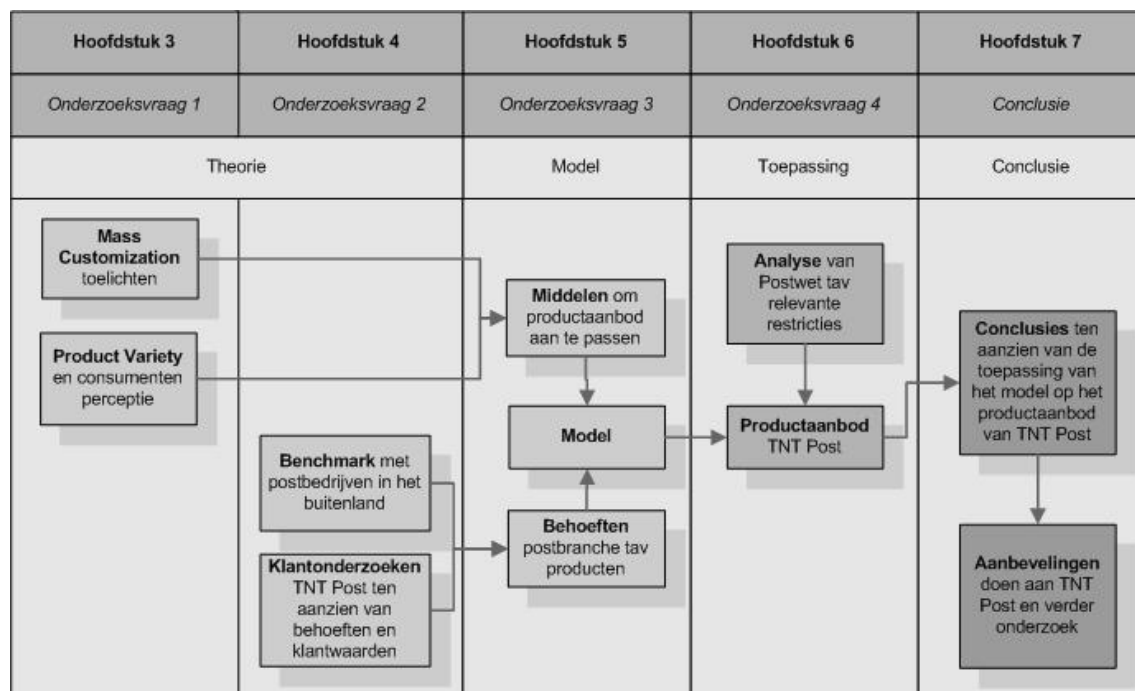 Hoofdstuk 3
Hoofdstuk 4
Hoofdstuk 5
Hoofdstuk 6
Hoofdstuk 7
Onderzoeksvraag 1
Onderzoeksvraag 2
Onderzoeksvraag 3
Onderzoeksvraag 4
Conclusie
Theorie
Model
Toepassing
Conclusie
Mass
Customization
toelichten
Product Variety
en consumenten
perceptie
Benchmark met
postbedrijven in het
buitenland
Klantonderzoeken
TNT Post ten
aanzien van
behoeften en
klantwaarden
Middelen om
productaanbod
aan te passen
Model
Behoeften
postbranche tav
producten
Analyse van
Postwet tav
relevante
restricties
Productaanbod
TNT Post
Conclusies ten
aanzien van de
toepassing van
het model op het
productaanbod
van TNT Post
Aanbevelingen
doen aan TNT
Post en verder
onderzoek